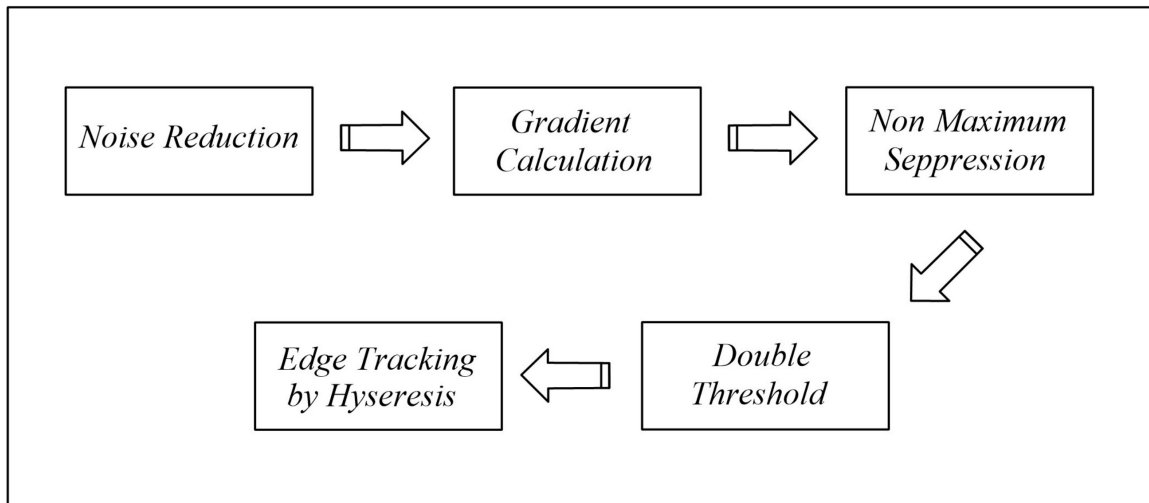 Noise Reduction
Gradient
Calculation
Non Maximum
Seppression
Double
Threshold
Edge Tracking
by Hyseresis